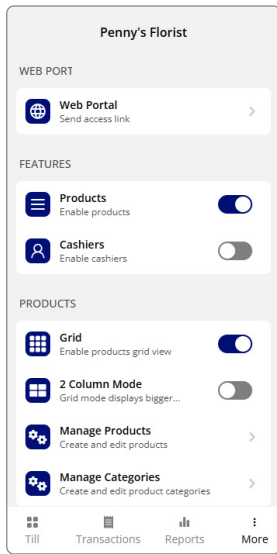 Penny's Florist
WEB PORT
Web Portal
Send access link
FEATURES
Products
Enable products
Cashiers
Enable cashiers
PRODUCTS
Grid
Enable products grid view
2 Column Mode
Grid mode displays bigger...
Manage Products
Create and edit products
Manage Categories
Create and edit product categories
Till Transactions Reports More